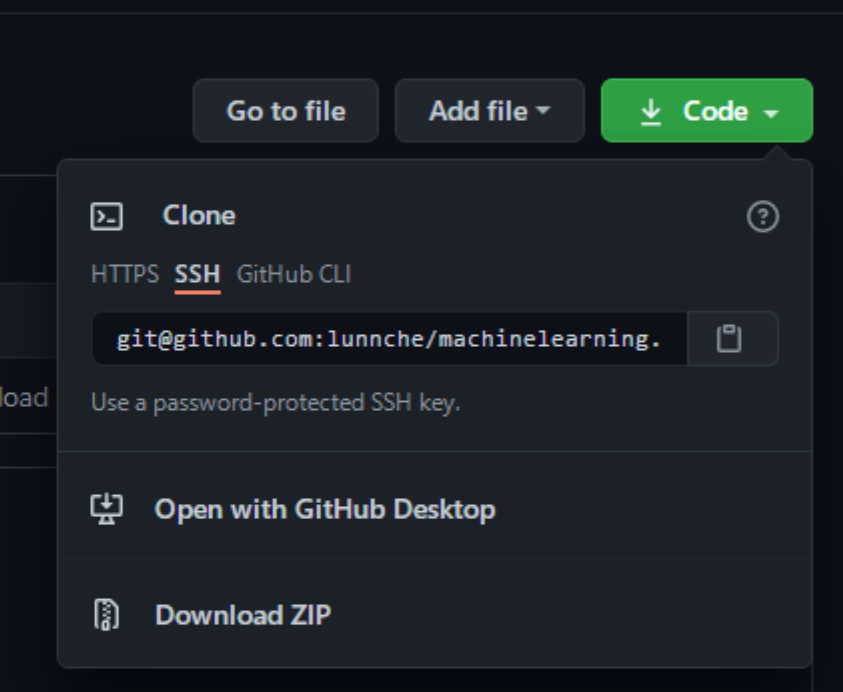 Go to file
Add file
Code
Clone
HTTPS SSH GitHub CLI
git@github.com:lunnche/machinelearning.
load
Use a password-protected SSH key.
Open with GitHub Desktop
Download ZIP